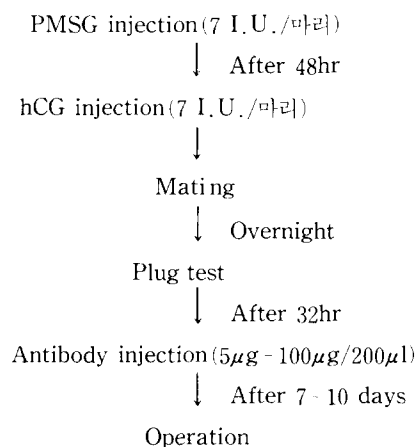 PMSG injection(7 I.U./마리)
After 48hr
hCG injection(7 I.U./마리)
Mating
Overnight
Plug test
After 32hr
Antibody injection(5μg - 100μg/200μl)
After 7 - 10 days
Operation